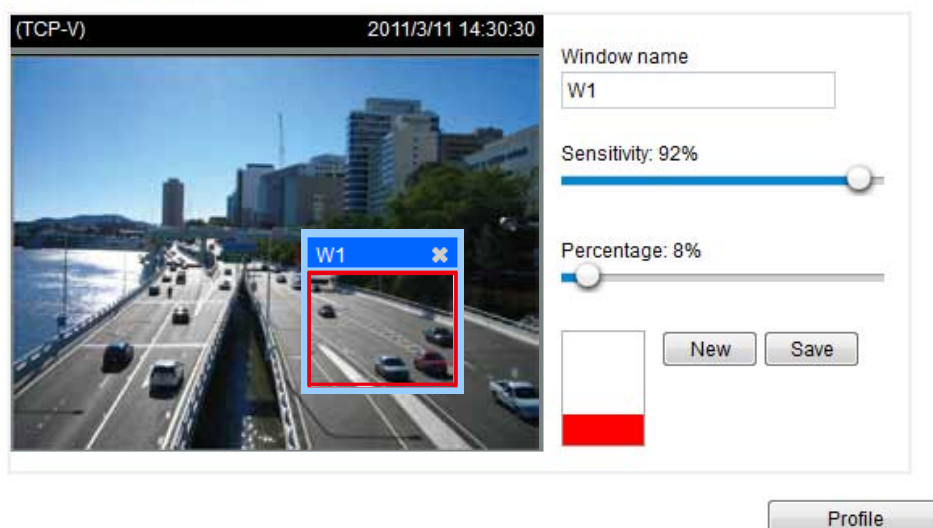 (TCP-V) 2011/3/11 14:30:30
Window name
W1
Sensitivity: 92%
W1
Percentage: 8%
New Save
Profile